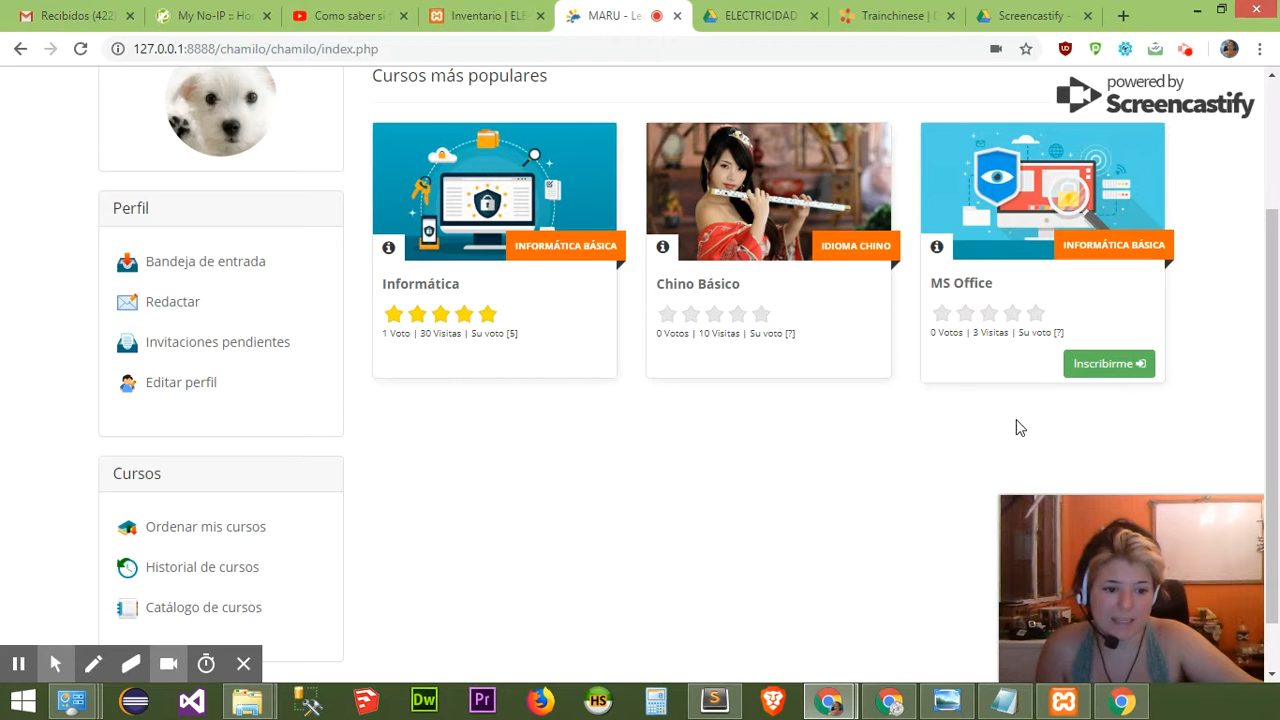 Recibidos (422)
My No-IP :: Ho
Como saber si
Inventario | ELE
MARU - Le
ELECTRICIDAD
Trainchinese | D
Screencastify -
127.0.0.1:8888/chamilo/chamilo/index.php
powered by
Screencastify
Cursos más populares
INFORMÁTICA BÁSICA
Informática
1 Voto | 30 Visitas | Su voto [5]
IDIOMA CHINO
Chino Básico
0 Votos | 10 Visitas | Su voto [?]
INFORMÁTICA BÁSICA
MS Office
0 Votos | 3 Visitas | Su voto [?]
Inscribirme
Perfil
Bandeja de entrada
Redactar
Invitaciones pendientes
Editar perfil
Cursos
Ordenar mis cursos
Historial de cursos
Catálogo de cursos
Dw
Pr
HS